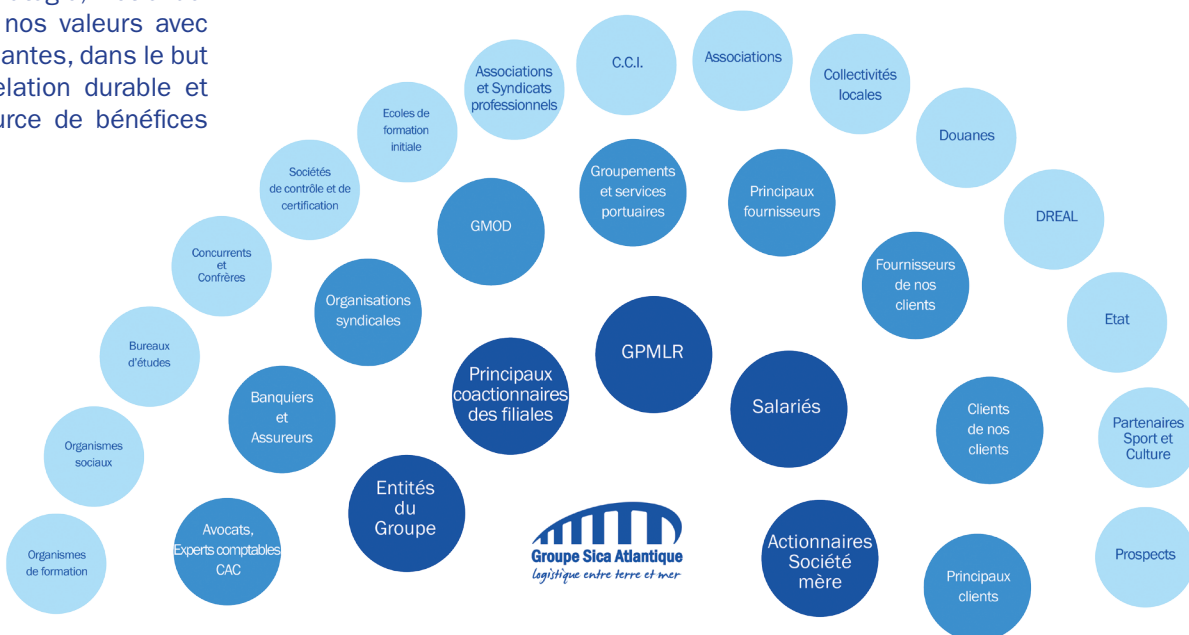 nos valeurs avec
dans le but
durable et
de bénéfices
Associations
et Syndicats
professionnels
C.C.I.
Associations
Collectivités
locales
Ecoles de
formation
initiale
Douanes
Sociétés
de contrôle et de
certification
DREAL
Concurrents
et
Confrères
Etat
Bureaux
d'études
Partenaires
Sport et
Culture
Organismes
sociaux
Prospects
Organismes
de formation
Groupements
et services
portuaires
Principaux
fournisseurs
GMOD
Fournisseurs
de nos
clients
Organisations
syndicales
Banquiers
et
Assureurs
Clients
de nos
clients
Avocats,
Experts comptables
CAC
Principaux
clients
GPMLR
Principaux
coactionnaires
des filiales
Salariés
Entités
du
Groupe
Actionnaires
Société
mère
Groupe Sica Atlantique
logistique entre terre et mer